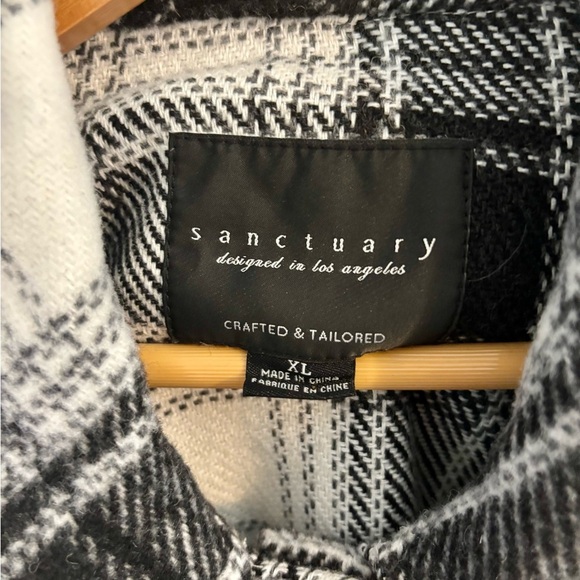 sanctuary
designed in los angeles
CRAFTED & TAILORED
XL
MADE IN CHINA
FABRIQUE EN CHINE